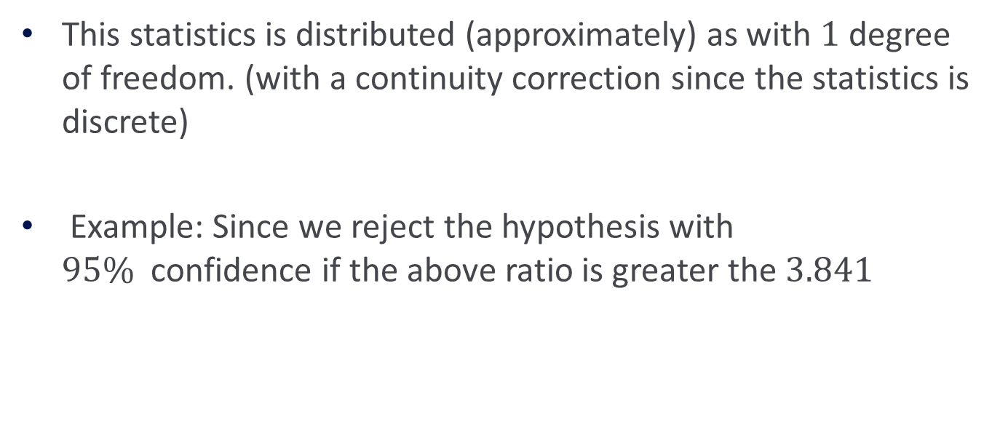 • This statistics is distributed (approximately) as with 1 degree
of freedom. (with a continuity correction since the statistics is
discrete)
• Example: Since we reject the hypothesis with
95% confidence if the above ratio is greater the 3.841